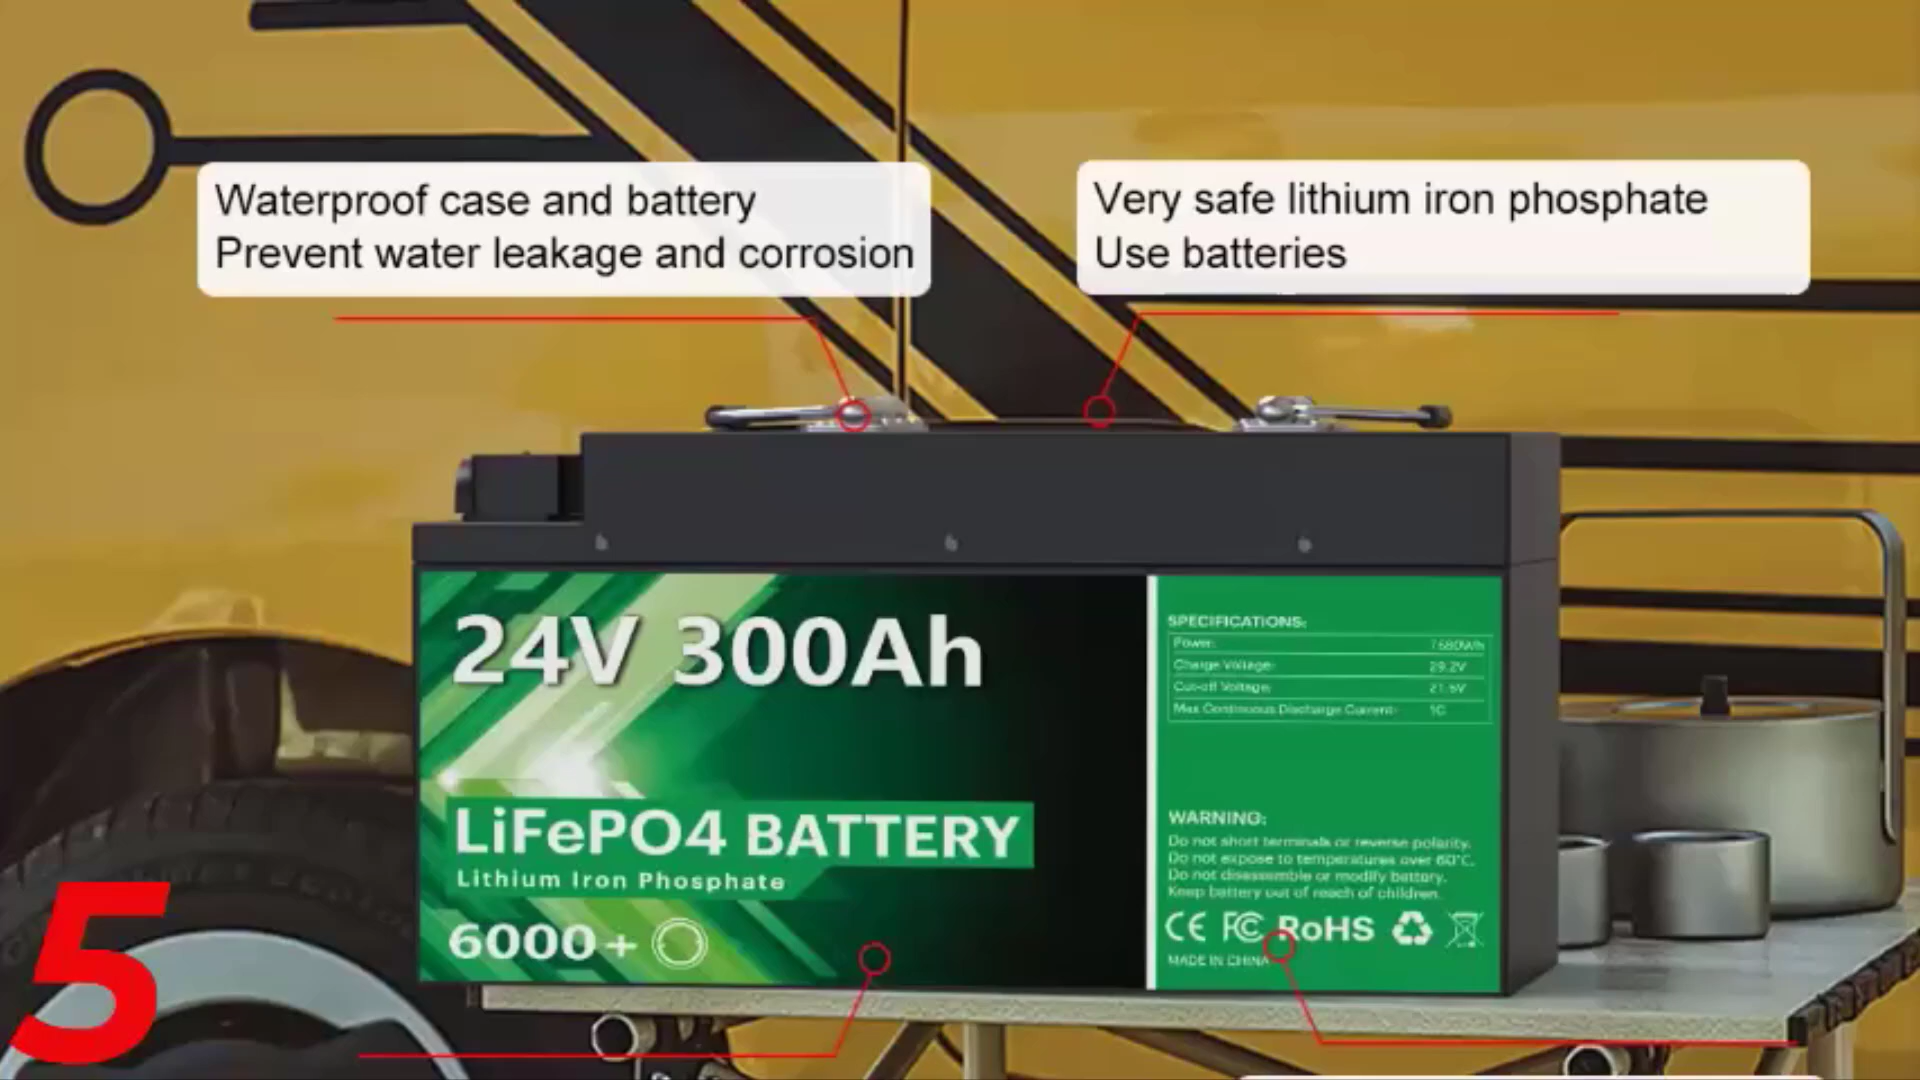 Waterproof case and battery
Prevent water leakage and corrosion
Very safe lithium iron phosphate
Use batteries
24V 300Ah
LiFePO4 BATTERY
Lithium Iron Phosphate
6000+
SPECIFICATIONS:
Power: 7680Wh
Charge Voltage: 29.2V
Cut-off Voltage: 21.6V
Max Continuous Discharge Current: 1C
WARNING:
Do not short terminals or reverse polarity.
Do not expose to temperatures over 60°C.
Do not disassemble or modify battery.
Keep battery out of reach of children.
CE FC RoHS
MADE IN CHINA
5